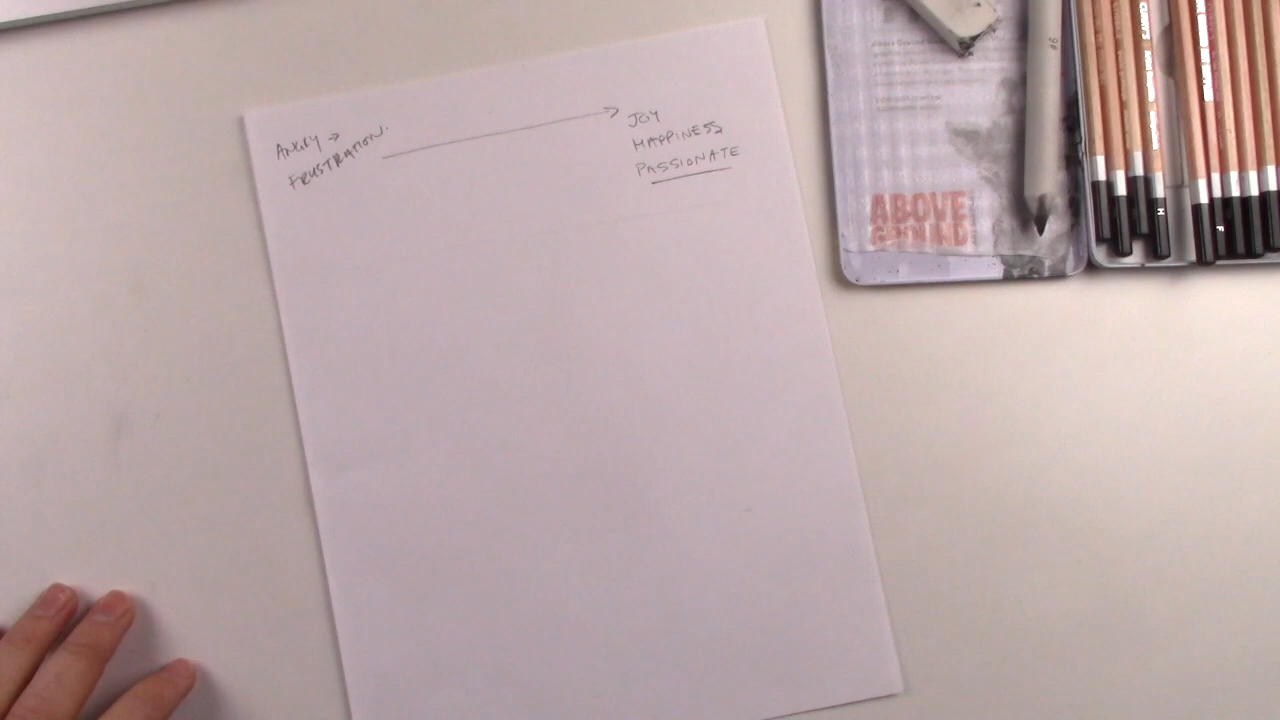 ANGRY →
FRUSTRATION.
JOY
HAPPINESS
PASSIONATE
ABOVE
GROUND
H
F